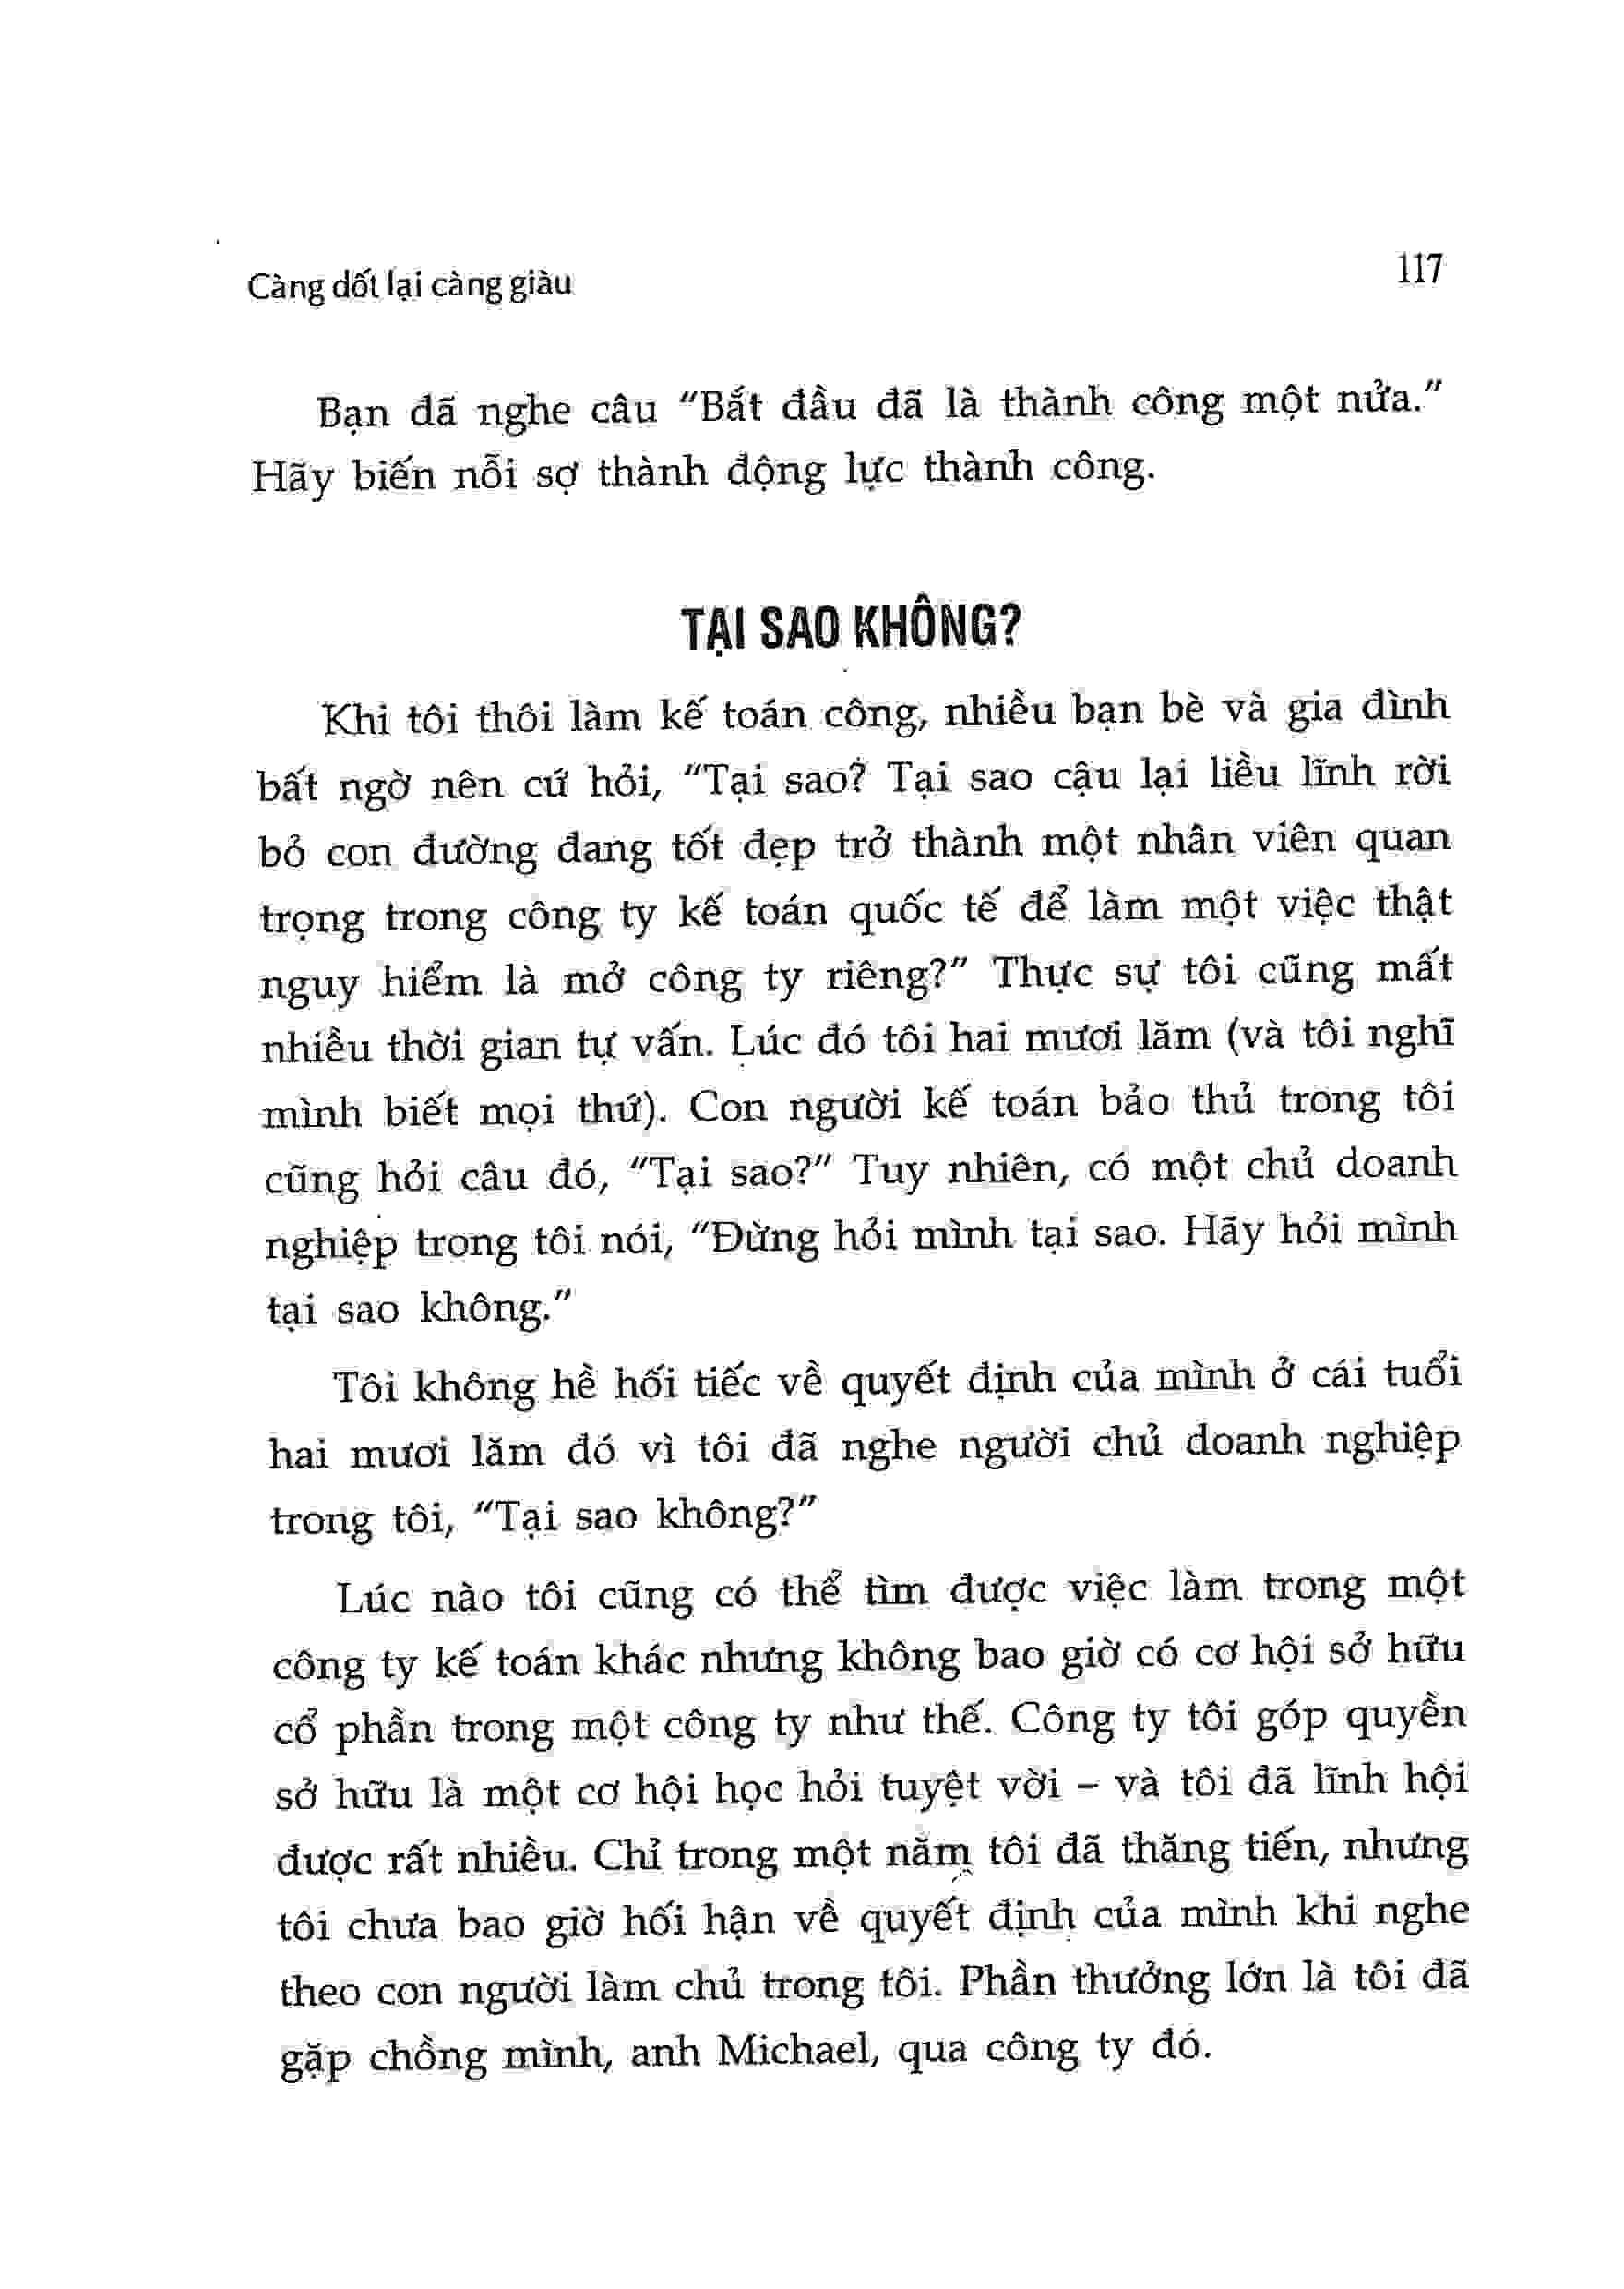 Càng dốt lại càng giàu
117
Bạn đã nghe câu “Bắt đầu đã là thành công một nửa.”
Hãy biến nỗi sợ thành động lực thành công.
TẠI SAO KHÔNG?
Khi tôi thôi làm kế toán công, nhiều bạn bè và gia đình
bất ngờ nên cứ hỏi, “Tại sao? Tại sao cậu lại liều lĩnh rời
bỏ con đường đang tốt đẹp trở thành một nhân viên quan
trọng trong công ty kế toán quốc tế để làm một việc thật
nguy hiểm là mở công ty riêng?” Thực sự tôi cũng mất
nhiều thời gian tự vấn. Lúc đó tôi hai mươi lăm (và tôi nghĩ
mình biết mọi thứ). Con người kế toán bảo thủ trong tôi
cũng hỏi câu đó, “Tại sao?” Tuy nhiên, có một chủ doanh
nghiệp trong tôi nói, “Đừng hỏi mình tại sao. Hãy hỏi mình
tại sao không.”
Tôi không hề hối tiếc về quyết định của mình ở cái tuổi
hai mươi lăm đó vì tôi đã nghe người chủ doanh nghiệp
trong tôi, “Tại sao không?”
Lúc nào tôi cũng có thể tìm được việc làm trong một
công ty kế toán khác nhưng không bao giờ có cơ hội sở hữu
cổ phần trong một công ty như thế. Công ty tôi góp quyền
sở hữu là một cơ hội học hỏi tuyệt vời – và tôi đã lĩnh hội
được rất nhiều. Chỉ trong một năm tôi đã thăng tiến, nhưng
tôi chưa bao giờ hối hận về quyết định của mình khi nghe
theo con người làm chủ trong tôi. Phần thưởng lớn là tôi đã
gặp chồng mình, anh Michael, qua công ty đó.